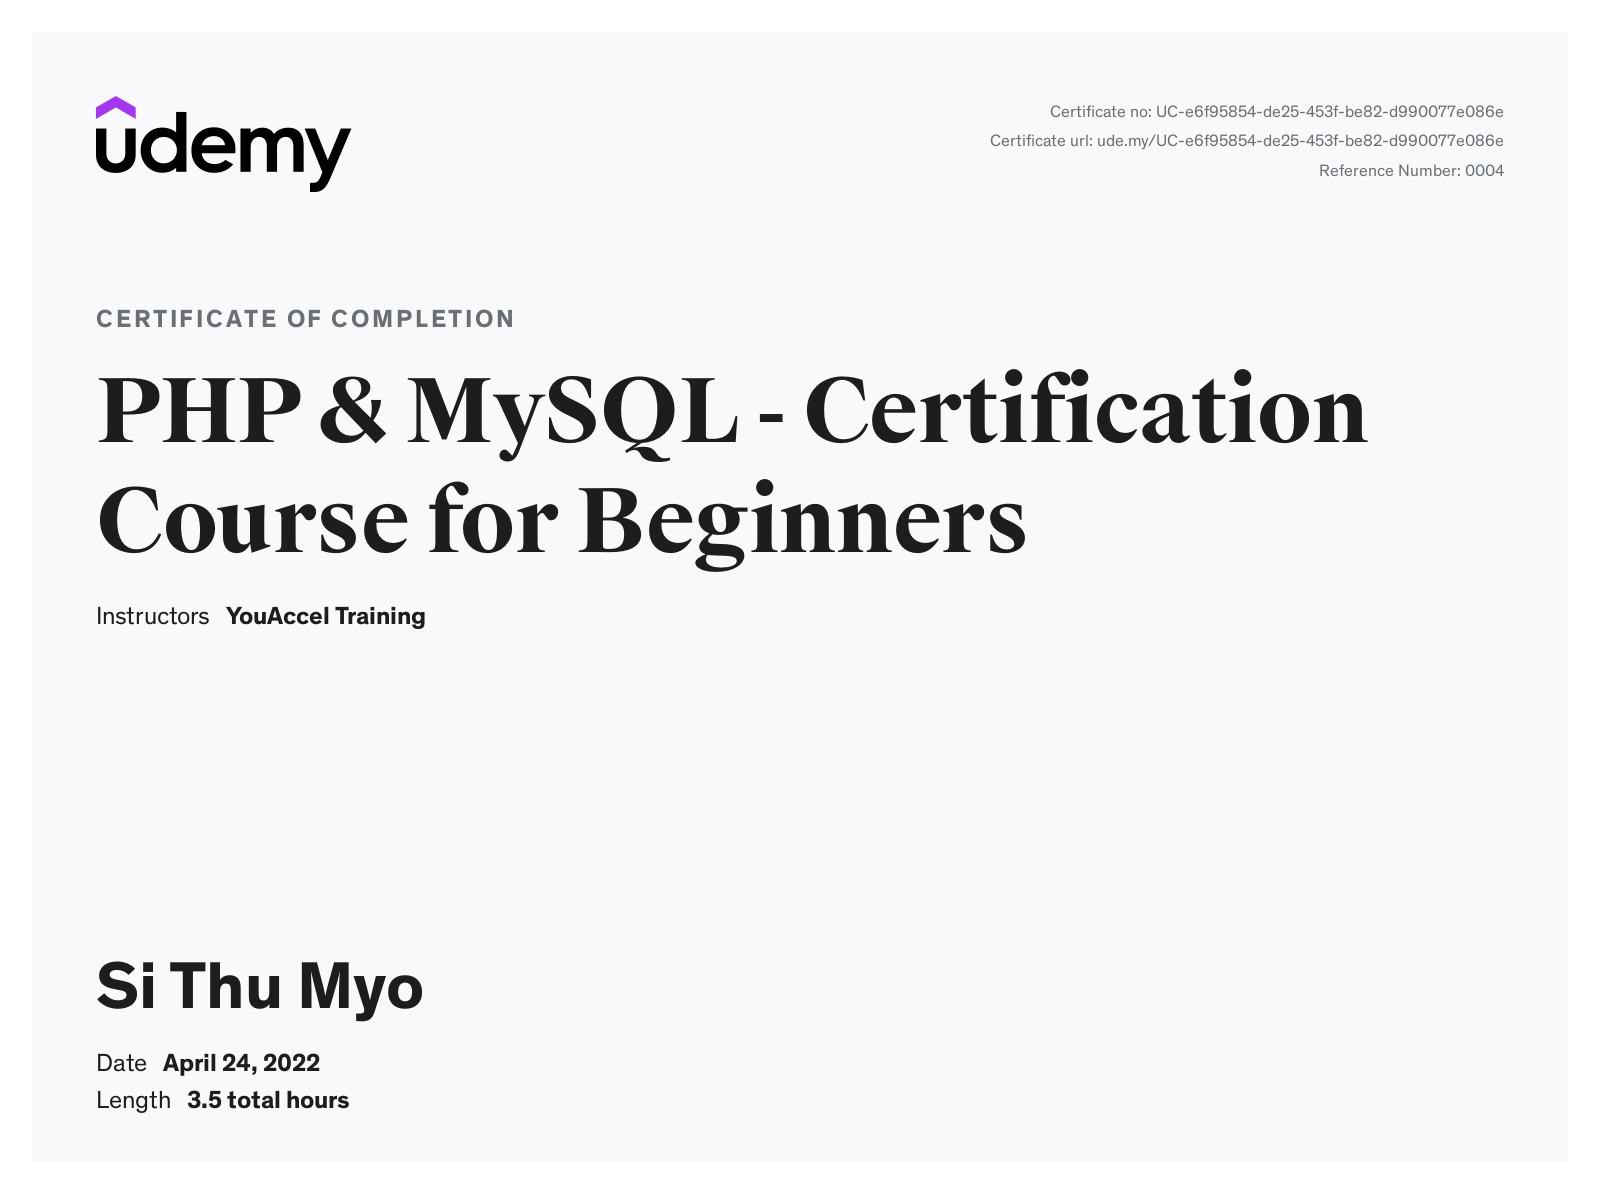 udemy
Certificate no: UC-e6f95854-de25-453f-be82-d990077e086e
Certificate url: ude.my/UC-e6f95854-de25-453f-be82-d990077e086e
Reference Number: 0004
CERTIFICATE OF COMPLETION
PHP & MySQL - Certification
Course for Beginners
Instructors YouAccel Training
Si Thu Myo
Date April 24, 2022
Length 3.5 total hours